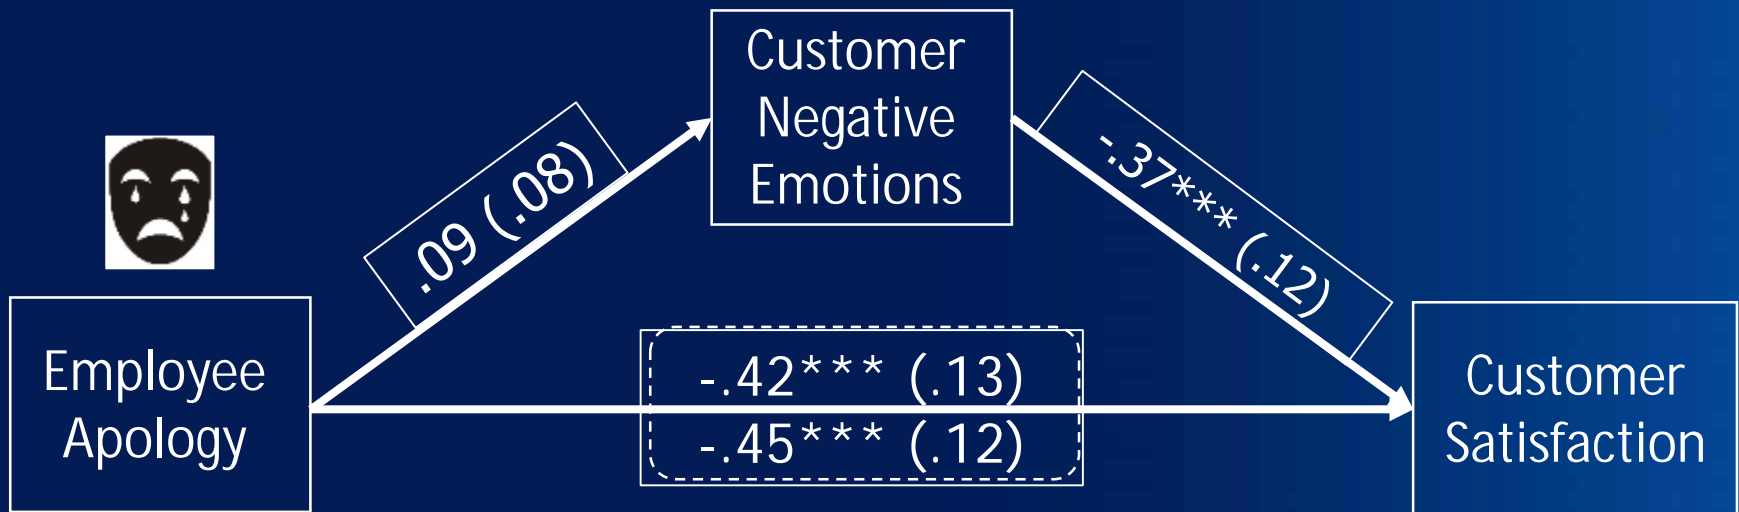 Customer
Negative
Emotions
.09 (.08)
-.37*** (.12)
Employee
Apology
-.42*** (.13)
-.45*** (.12)
Customer
Satisfaction